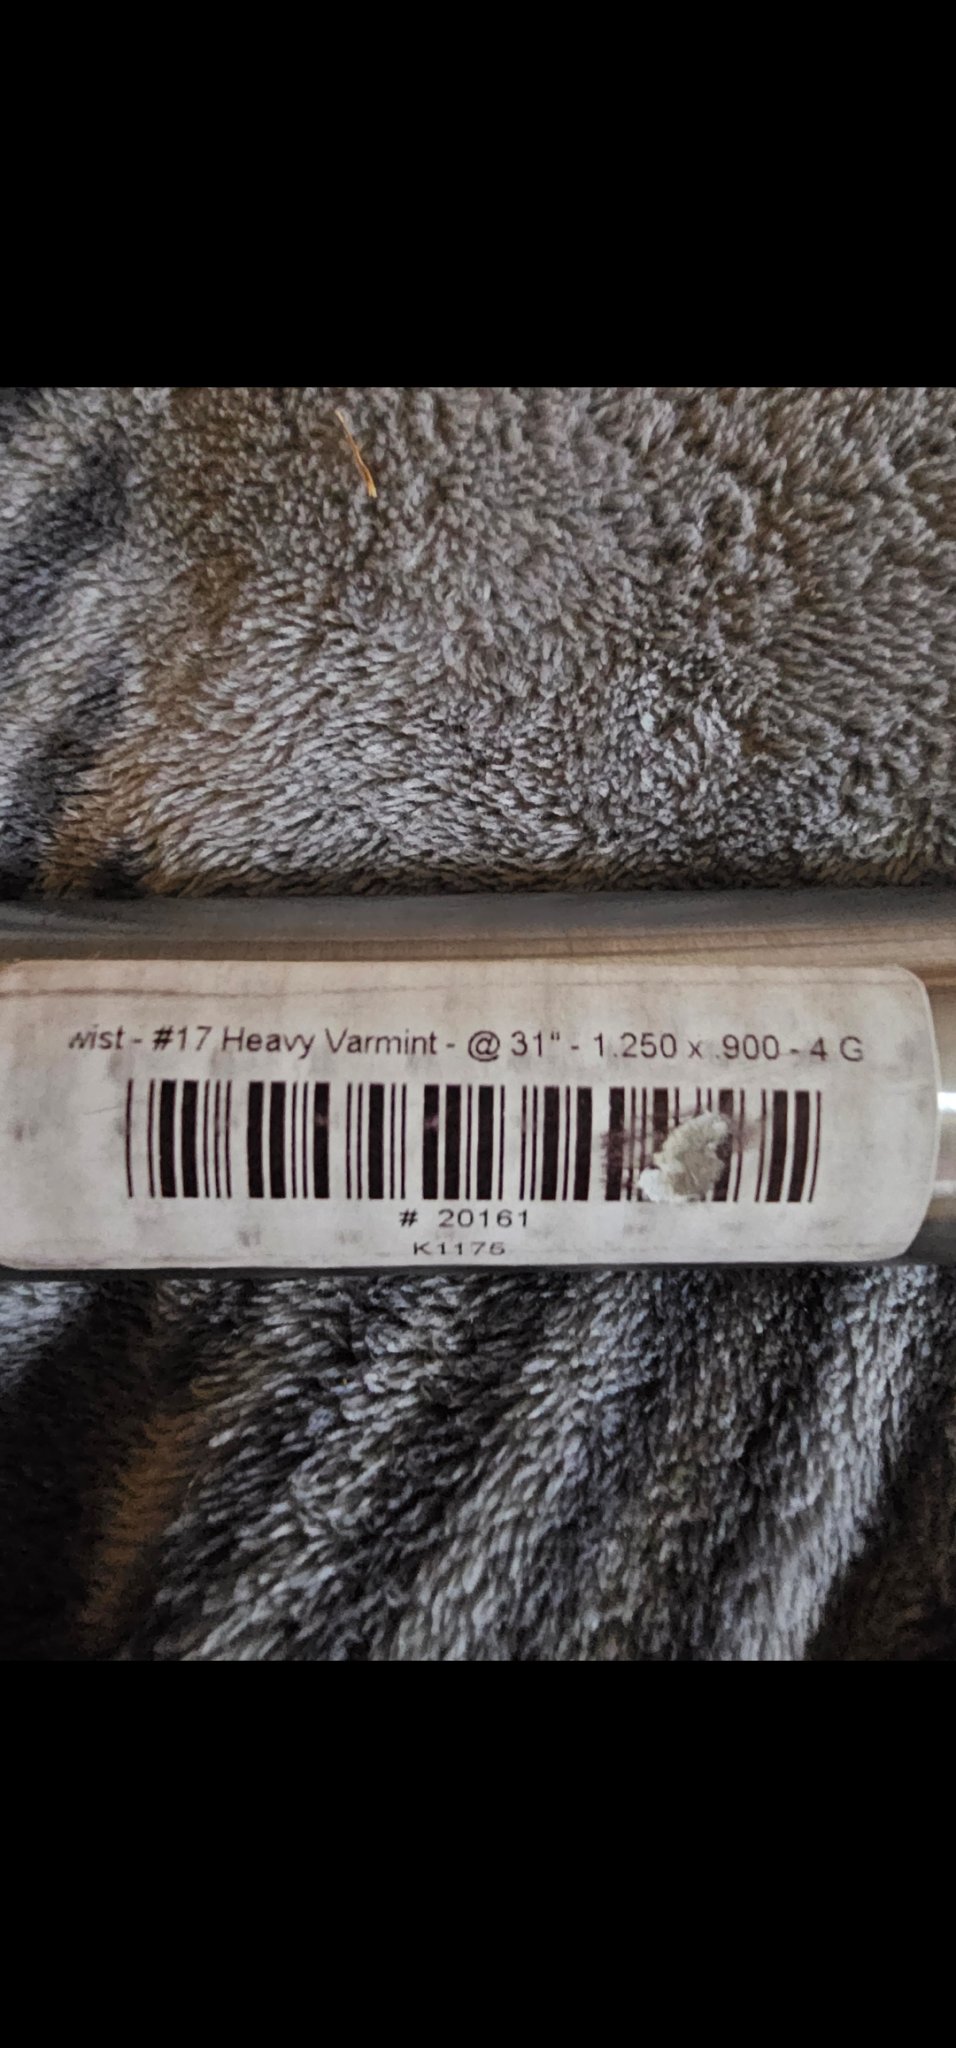 wist - #17 Heavy Varmint - @ 31" - 1.250 x .900 - 4 G
# 20161
K1175